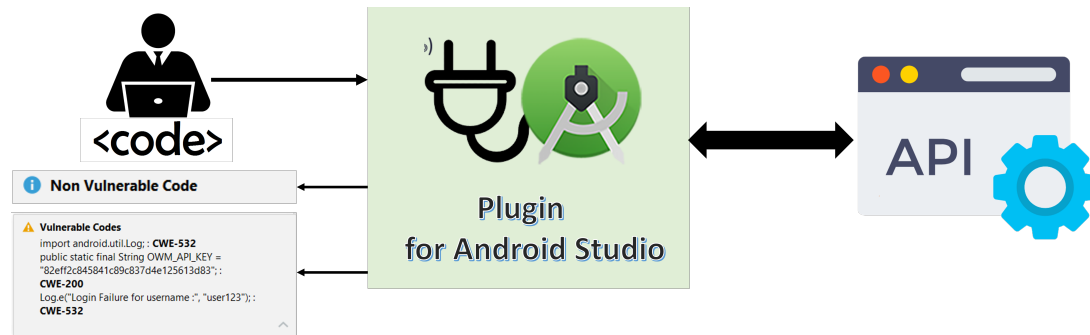 <code>
Non Vulnerable Code
Vulnerable Codes
import android.util.Log; : CWE-532
public static final String OWM_API_KEY =
"82eff2c845841c89c837d4e125613d83"; :
CWE-200
Log.e("Login Failure for username :", "user123"); :
CWE-532
Plugin
for Android Studio
API